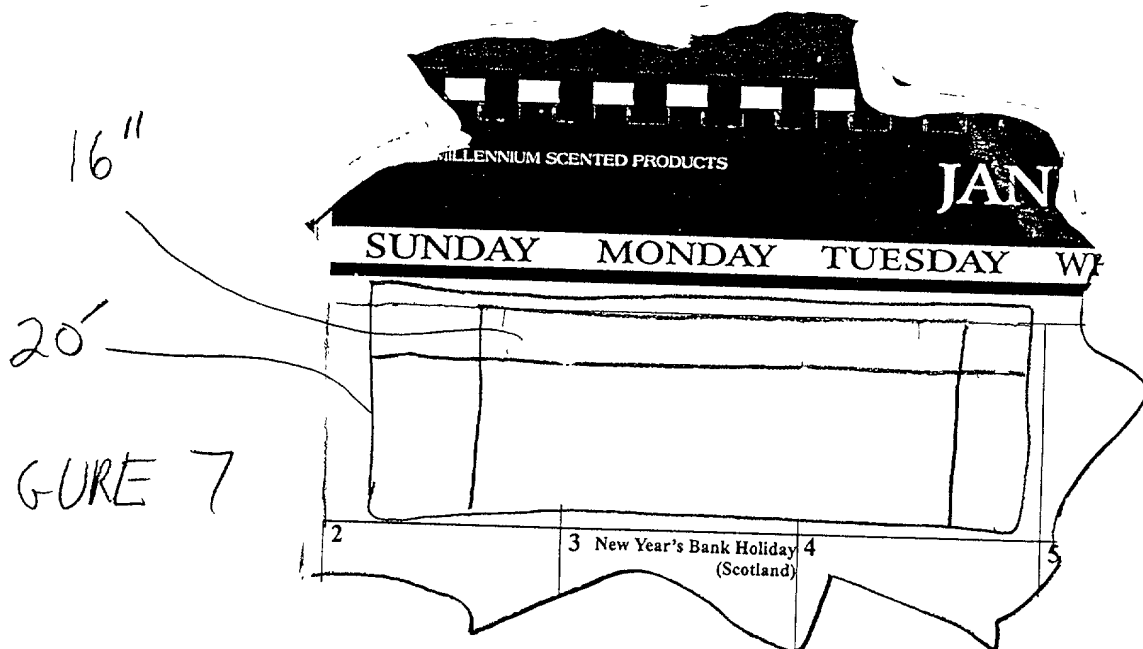 MILLENNIUM SCENTED PRODUCTS
JAN
SUNDAY MONDAY TUESDAY
16"
20'
GURE 7
2
3 New Year's Bank Holiday
(Scotland)
4
5